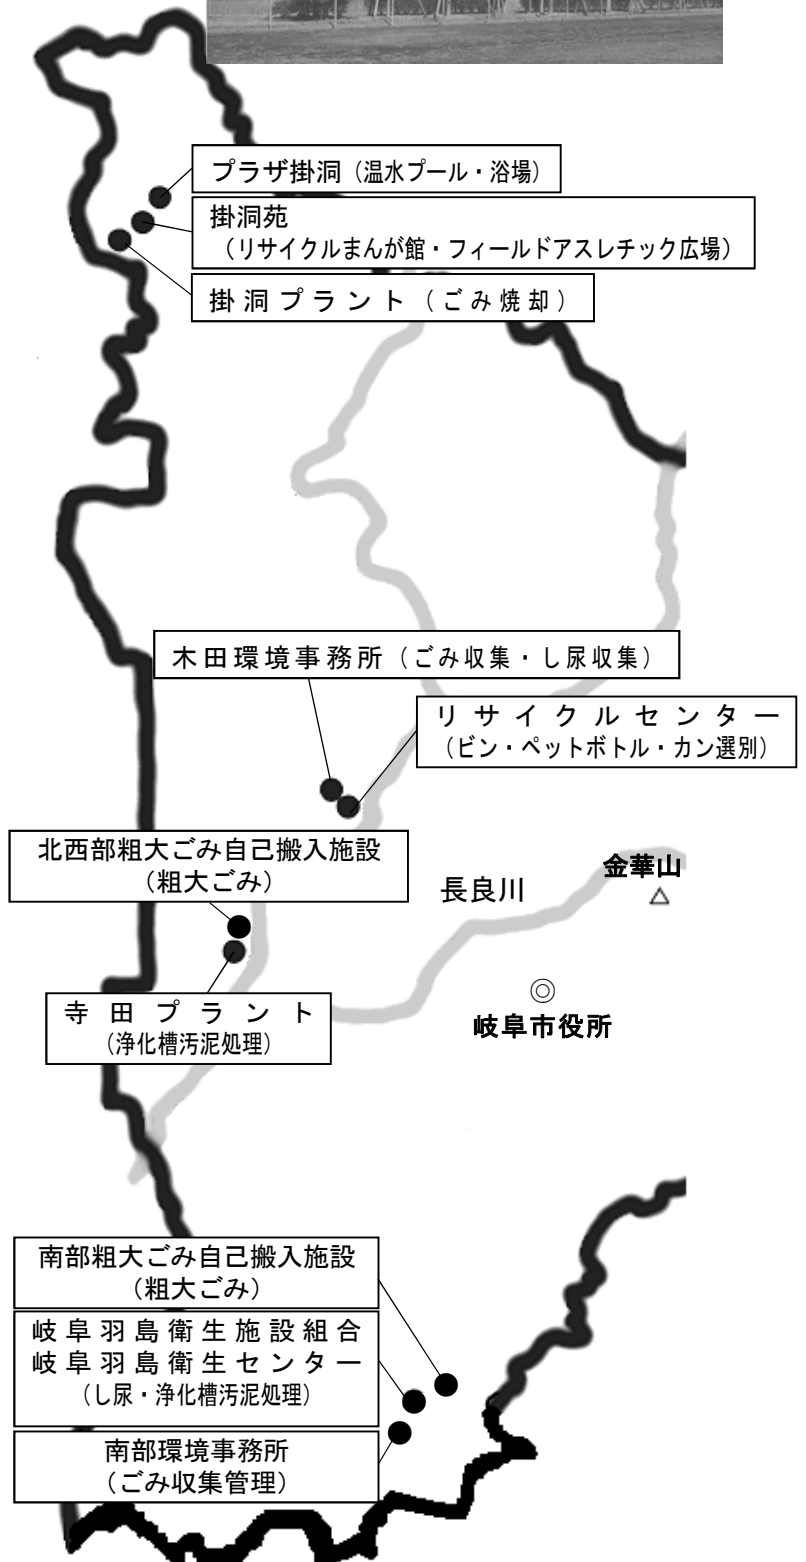 プラザ掛洞（温水プール・浴場）
掛洞苑
（リサイクルまんが館・フィールドアスレチック広場）
掛洞プラント（ごみ焼却）
木田環境事務所（ごみ収集・し尿収集）
リサイクルセンター
（ビン・ペットボトル・カン選別）
北西部粗大ごみ自己搬入施設
（粗大ごみ）
長良川
金華山
寺田プラント
（浄化槽汚泥処理）
岐阜市役所
南部粗大ごみ自己搬入施設
（粗大ごみ）
岐阜羽島衛生施設組合
岐阜羽島衛生センター
（し尿・浄化槽汚泥処理）
南部環境事務所
（ごみ収集管理）